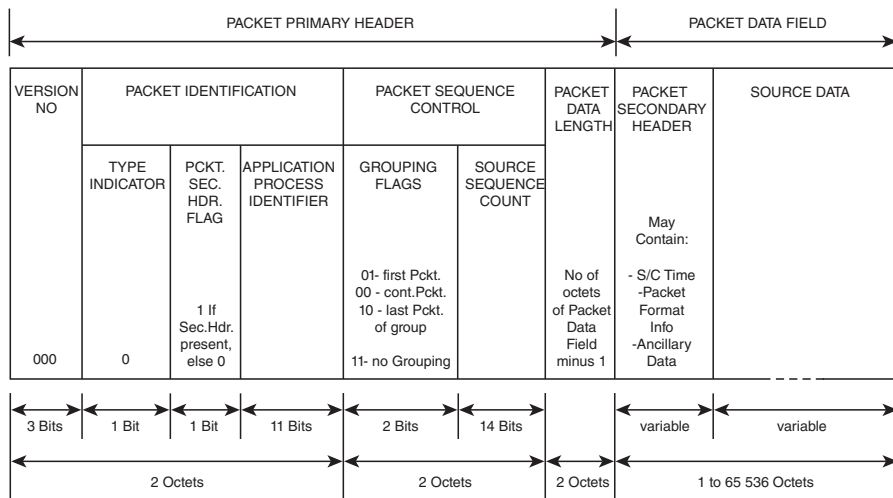 PACKET PRIMARY HEADER
PACKET DATA FIELD
VERSION
NO
PACKET IDENTIFICATION
PACKET SEQUENCE
CONTROL
PACKET
DATA
LENGTH
PACKET
SECONDARY
HEADER
SOURCE DATA
TYPE
INDICATOR
PCKT.
SEC.
HDR.
FLAG
APPLICATION
PROCESS
IDENTIFIER
GROUPING
FLAGS
SOURCE
SEQUENCE
COUNT
000
0
1 If
Sec.Hdr.
present,
else 0
01- first Pckt.
00 - cont.Pckt.
10 - last Pckt.
of group
11- no Grouping
No of
octets
of Packet
Data
Field
minus 1
May
Contain:
- S/C Time
-Packet
Format
Info
-Ancillary
Data
3 Bits
1 Bit
1 Bit
11 Bits
2 Bits
14 Bits
variable
variable
2 Octets
2 Octets
2 Octets
1 to 65 536 Octets